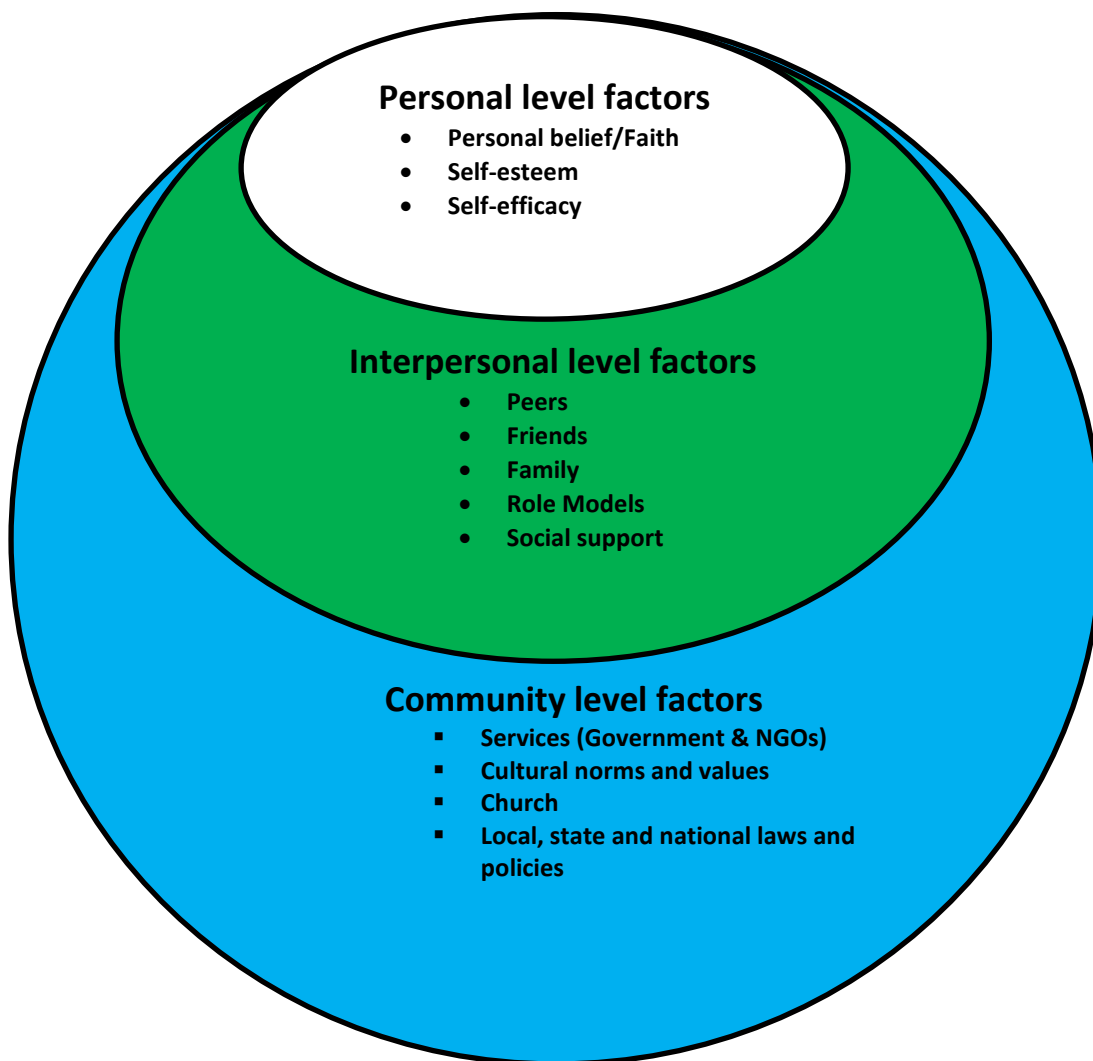 Personal level factors
• Personal belief/Faith
• Self-esteem
• Self-efficacy
Interpersonal level factors
• Peers
• Friends
• Family
• Role Models
• Social support
Community level factors
▪ Services (Government & NGOs)
▪ Cultural norms and values
▪ Church
▪ Local, state and national laws and
policies